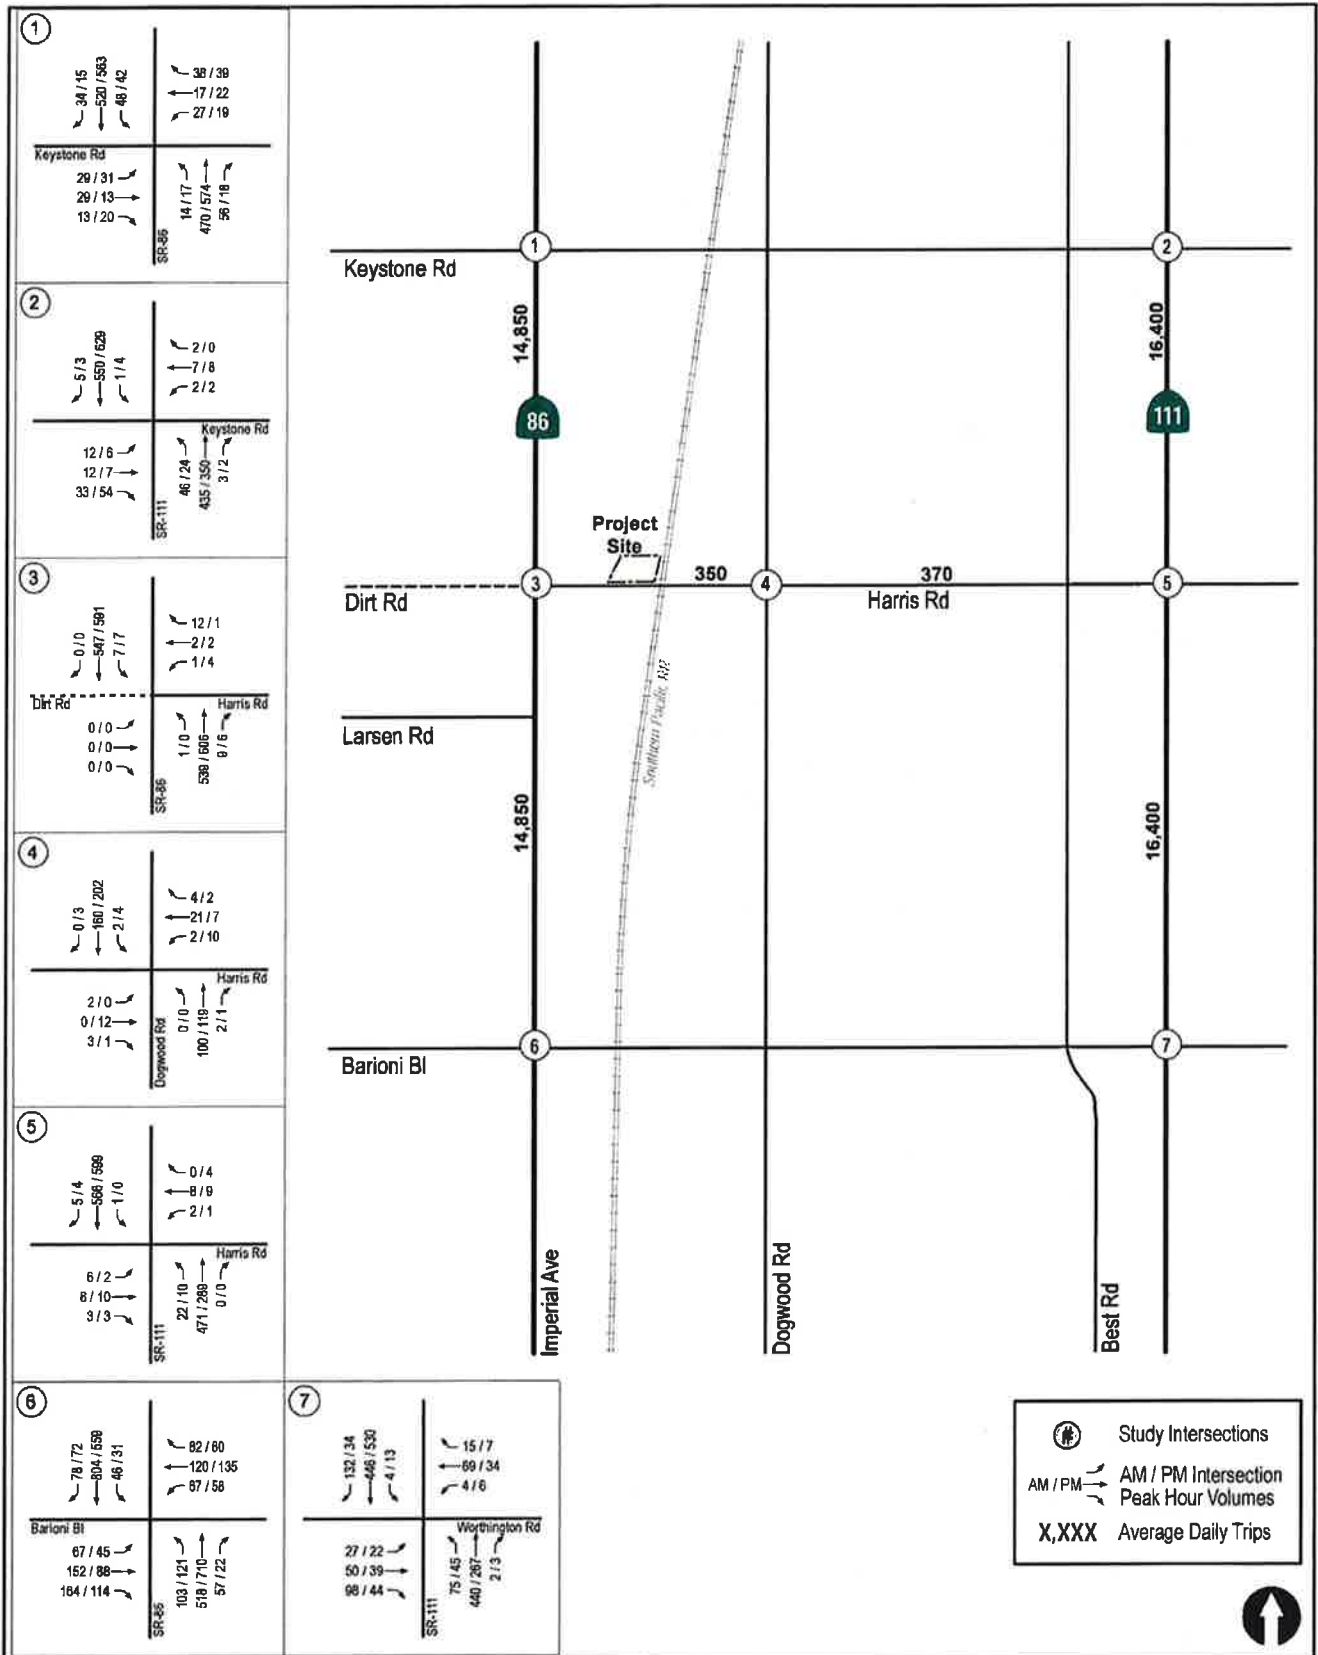 1
34 / 15
520 / 563
48 / 42
38 / 39
17 / 22
27 / 19
Keystone Rd
29 / 31
29 / 13
13 / 20
14 / 17
470 / 574
56 / 18
SR-86
2
5 / 3
550 / 629
1 / 4
2 / 0
7 / 8
2 / 2
Keystone Rd
12 / 6
12 / 7
33 / 54
46 / 24
435 / 350
3 / 2
SR-111
3
0 / 0
547 / 591
7 / 7
12 / 1
2 / 2
1 / 4
Dirt Rd
Harris Rd
0 / 0
0 / 0
0 / 0
1 / 0
539 / 606
9 / 6
SR-86
4
0 / 3
160 / 202
2 / 4
4 / 2
21 / 7
2 / 10
Harris Rd
2 / 0
0 / 12
3 / 1
0 / 0
100 / 119
2 / 1
Dogwood Rd
5
5 / 4
566 / 599
1 / 0
0 / 4
8 / 9
2 / 1
Harris Rd
6 / 2
8 / 10
3 / 3
22 / 10
471 / 289
0 / 0
SR-111
6
78 / 72
604 / 559
46 / 31
82 / 60
120 / 135
67 / 58
Barioni Bl
67 / 45
152 / 88
164 / 114
103 / 121
518 / 710
57 / 22
SR-86
7
132 / 34
446 / 530
4 / 13
15 / 7
69 / 34
4 / 6
Worthington Rd
27 / 22
50 / 39
98 / 44
75 / 45
440 / 267
2 / 3
SR-111
1
2
Keystone Rd
14,850
16,400
86
111
Project
Site
3
350
4
370
5
Dirt Rd
Harris Rd
Southern Pacific RR
Larsen Rd
14,850
16,400
6
7
Barioni Bl
Imperial Ave
Dogwood Rd
Best Rd
# Study Intersections
AM / PM AM / PM Intersection
Peak Hour Volumes
X,XXX Average Daily Trips